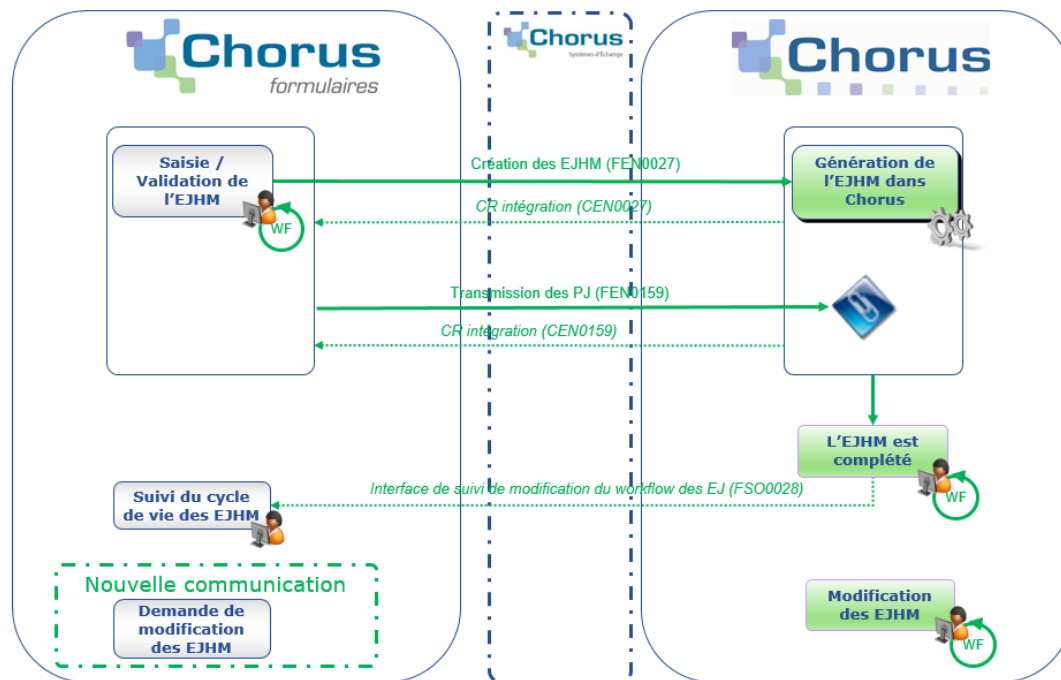 Chorus
formulaires
Chorus
Systèmes d'Échange
Chorus
Saisie /
Validation de
l'EJHM
WF
Création des EJHM (FEN0027)
CR intégration (CEN0027)
Génération de
l'EJHM dans
Chorus
Transmission des PJ (FEN0159)
CR intégration (CEN0159)
L'EJHM est
complété
WF
Interface de suivi de modification du workflow des EJ (FSO0028)
Suivi du cycle
de vie des EJHM
Nouvelle communication
Demande de
modification
des EJHM
Modification
des EJHM
WF